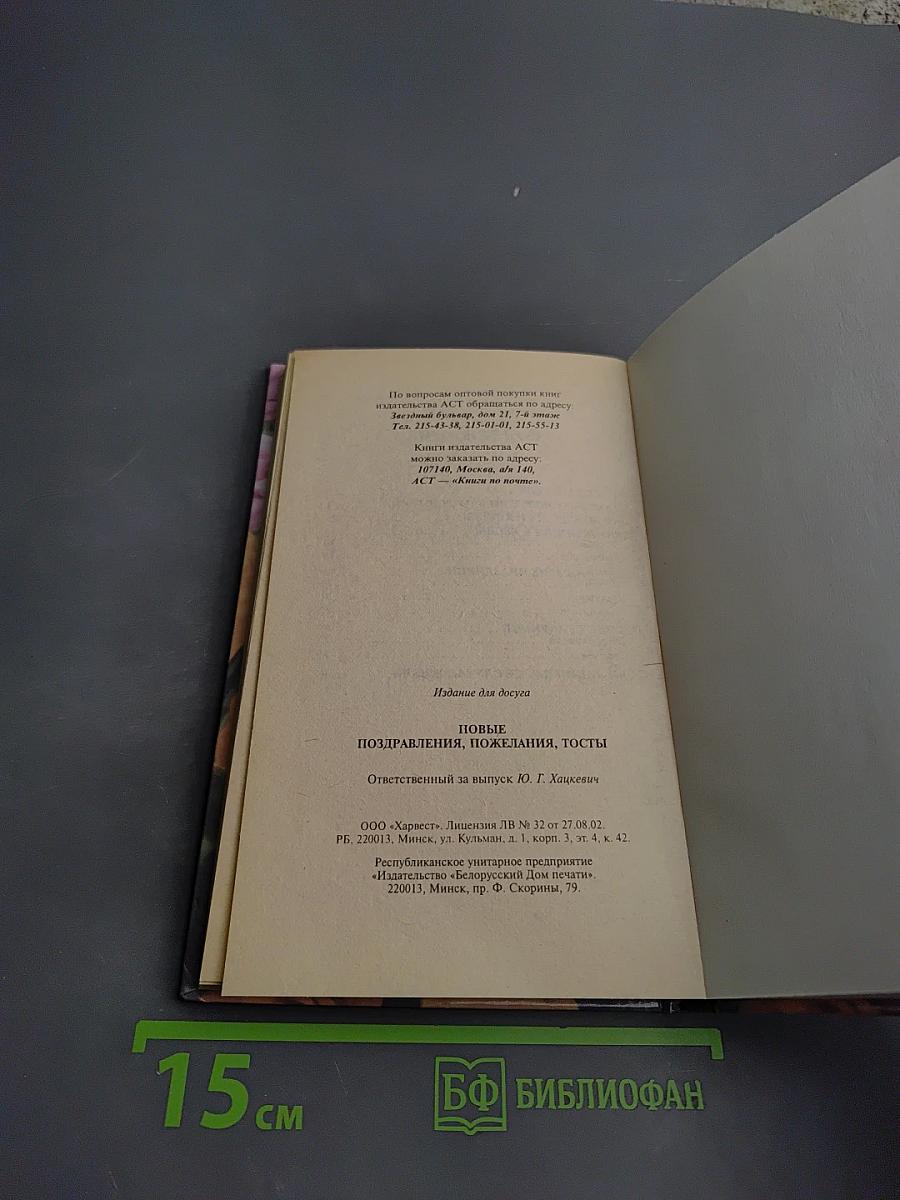 По вопросам оптовой покупки книг
издательства АСТ обращаться по адресу:
Звездный бульвар, дом 21, 7-й этаж
Тел. 215-43-38, 215-01-01, 215-55-13
Книги издательства АСТ
можно заказать по адресу:
107140, Москва, а/я 140,
АСТ — «Книги по почте».
Издание для досуга
НОВЫЕ
ПОЗДРАВЛЕНИЯ, ПОЖЕЛАНИЯ, ТОСТЫ
Ответственный за выпуск Ю. Г. Хацкевич
ООО «Харвест». Лицензия ЛВ № 32 от 27.08.02.
РБ, 220013, Минск, ул. Кульман, д. 1, корп. 3, эт. 4, к. 42.
Республиканское унитарное предприятие
«Издательство «Белорусский Дом печати».
220013, Минск, пр. Ф. Скорины, 79.
15 см
БФ БИБЛИОФАН